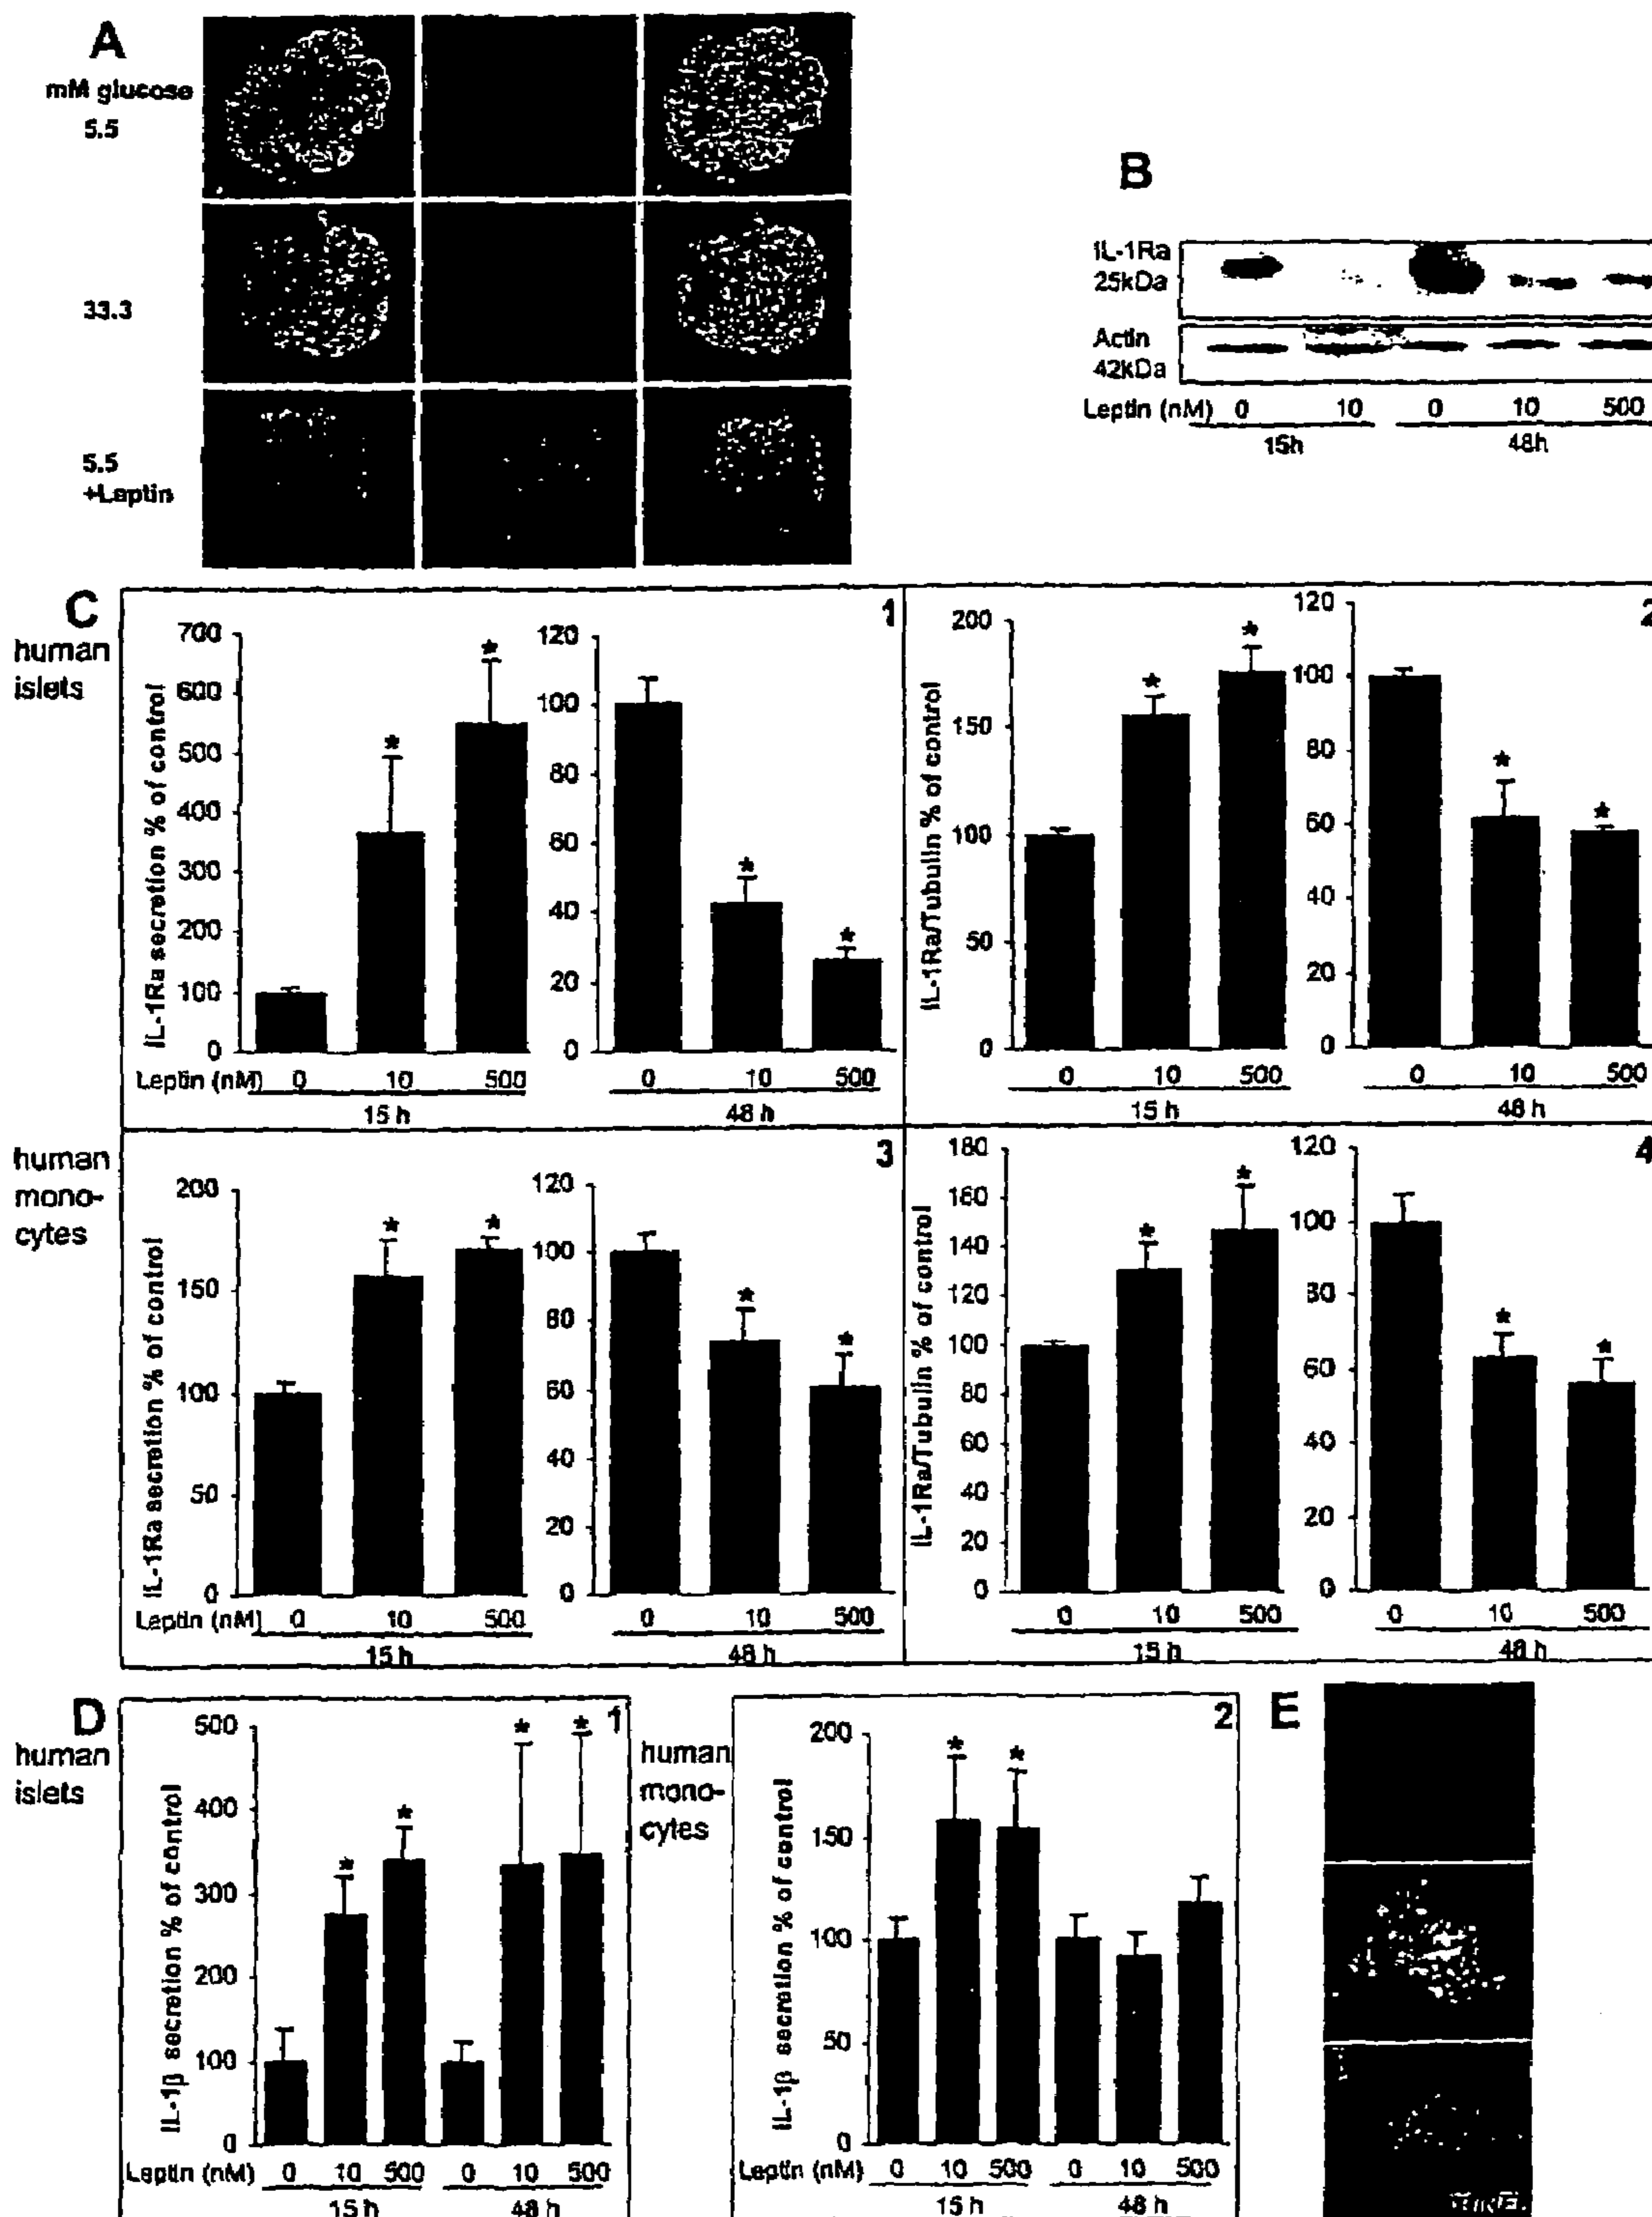 A
mM glucose
5.5
33.3
5.5
+Leptin
B
IL-1Ra
25kDa
Actin
42kDa
Leptin (nM) 0 10 0 10 500
15h 48h
C
human
islets
1
IL-1Ra secretion % of control
700
600
500
400
300
200
100
0
120
100
80
60
40
20
0
* * * *
Leptin (nM) 0 10 500 0 10 500
15 h 48 h
2
IL-1Ra/Tubulin % of control
200
150
100
50
0
120
100
80
60
40
20
0
* * * *
0 10 500 0 10 500
15 h 48 h
human
mono-
cytes
3
IL-1Ra secretion % of control
200
150
100
50
0
120
100
80
60
40
20
0
* * * *
Leptin (nM) 0 10 500 0 10 500
15 h 48 h
4
IL-1Ra/Tubulin % of control
180
160
140
120
100
80
60
40
20
0
120
100
80
60
40
20
0
* * * *
0 10 500 0 10 500
15 h 48 h
D
human
islets
1
IL-1β secretion % of control
500
400
300
200
100
0
* * * *
Leptin (nM) 0 10 500 0 10 500
15 h 48 h
human
mono-
cytes
2
IL-1β secretion % of control
200
150
100
50
0
* *
Leptin (nM) 0 10 500 0 10 500
15 h 48 h
E